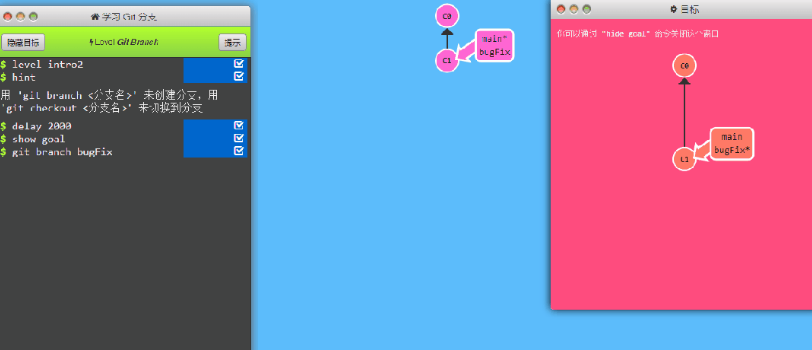 学习 Git 分支
隐藏目标
Level Git Branch
提示
$ level intro2
$ hint
用 'git branch <分支名>' 来创建分支，用
'git checkout <分支名>' 来切换到分支
$ delay 2000
$ show goal
$ git branch bugFix
C0
main*
bugFix
C1
目标
你可以通过 "hide goal" 命令关闭这个窗口
C0
main
bugFix*
C1